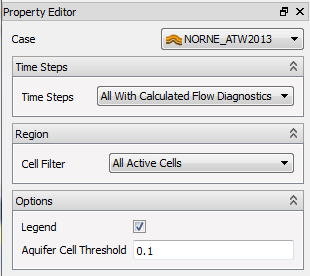 Property Editor
Case NORNE_ATW2013
Time Steps
Time Steps All With Calculated Flow Diagnostics
Region
Cell Filter All Active Cells
Options
Legend
Aquifer Cell Threshold 0.1